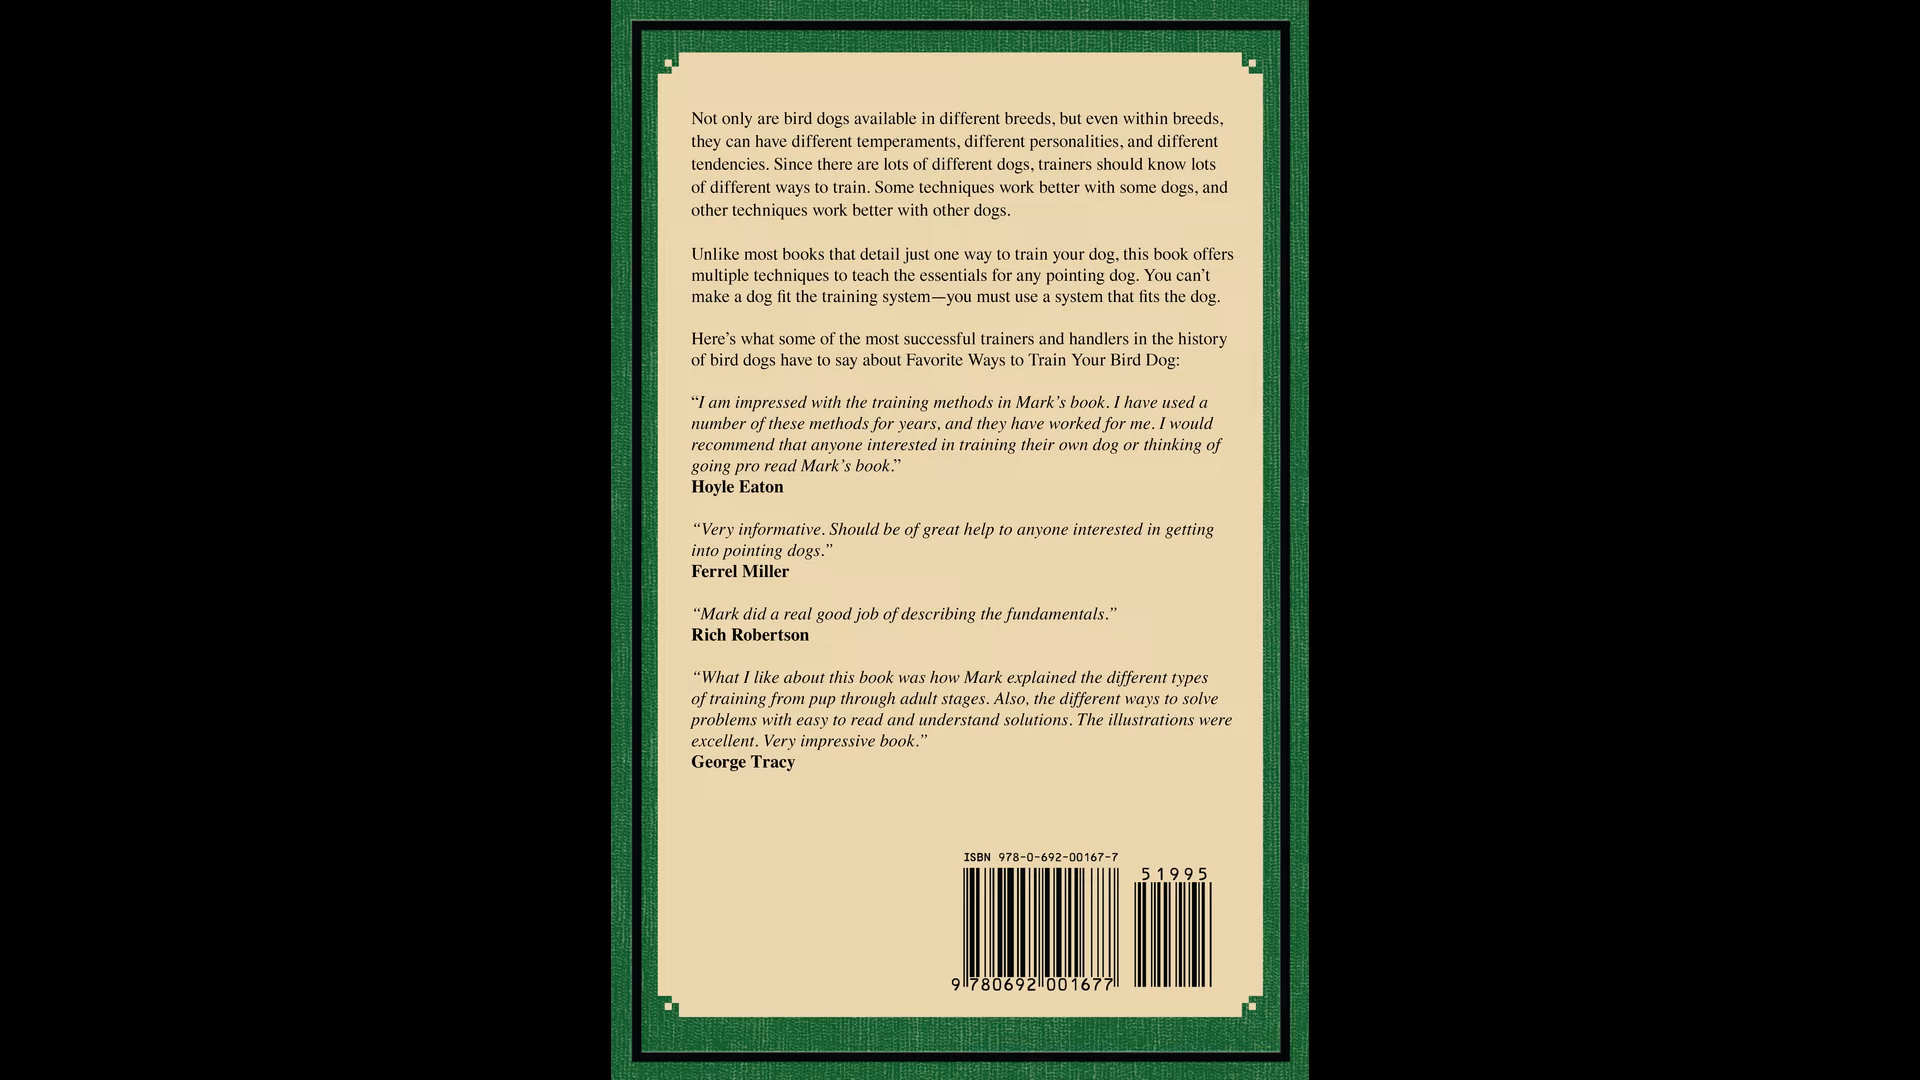 Not only are bird dogs available in different breeds, but even within breeds,
they can have different temperaments, different personalities, and different
tendencies. Since there are lots of different dogs, trainers should know lots
of different ways to train. Some techniques work better with some dogs, and
other techniques work better with other dogs.
Unlike most books that detail just one way to train your dog, this book offers
multiple techniques to teach the essentials for any pointing dog. You can’t
make a dog fit the training system—you must use a system that fits the dog.
Here’s what some of the most successful trainers and handlers in the history
of bird dogs have to say about Favorite Ways to Train Your Bird Dog:
“I am impressed with the training methods in Mark’s book. I have used a
number of these methods for years, and they have worked for me. I would
recommend that anyone interested in training their own dog or thinking of
going pro read Mark’s book.”
Hoyle Eaton
“Very informative. Should be of great help to anyone interested in getting
into pointing dogs.”
Ferrel Miller
“Mark did a real good job of describing the fundamentals.”
Rich Robertson
“What I like about this book was how Mark explained the different types
of training from pup through adult stages. Also, the different ways to solve
problems with easy to read and understand solutions. The illustrations were
excellent. Very impressive book.”
George Tracy
ISBN 978-0-692-00167-7
51995
9 780692 001677